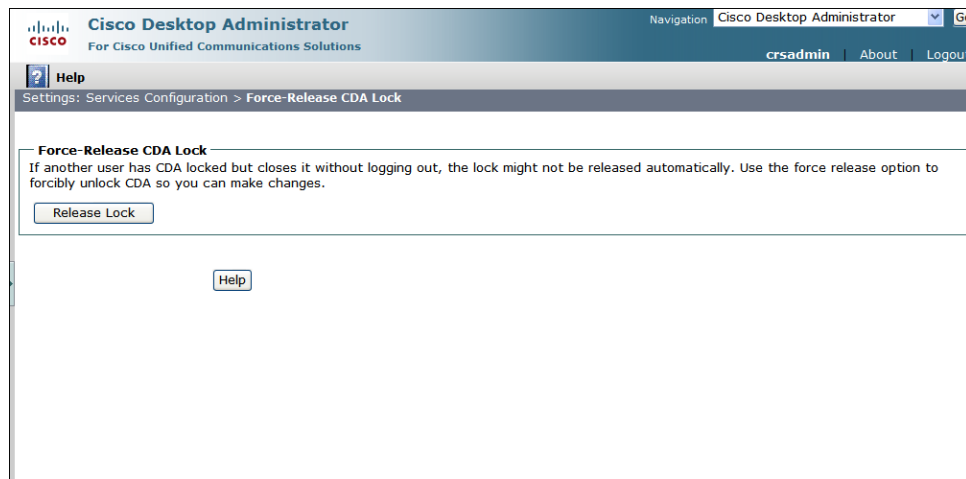 Cisco Desktop Administrator
Navigation Cisco Desktop Administrator
CISCO
For Cisco Unified Communications Solutions
crsadmin | About | Logout
? Help
Settings: Services Configuration > Force-Release CDA Lock
Force-Release CDA Lock
If another user has CDA locked but closes it without logging out, the lock might not be released automatically. Use the force release option to
forcibly unlock CDA so you can make changes.
Release Lock
Help